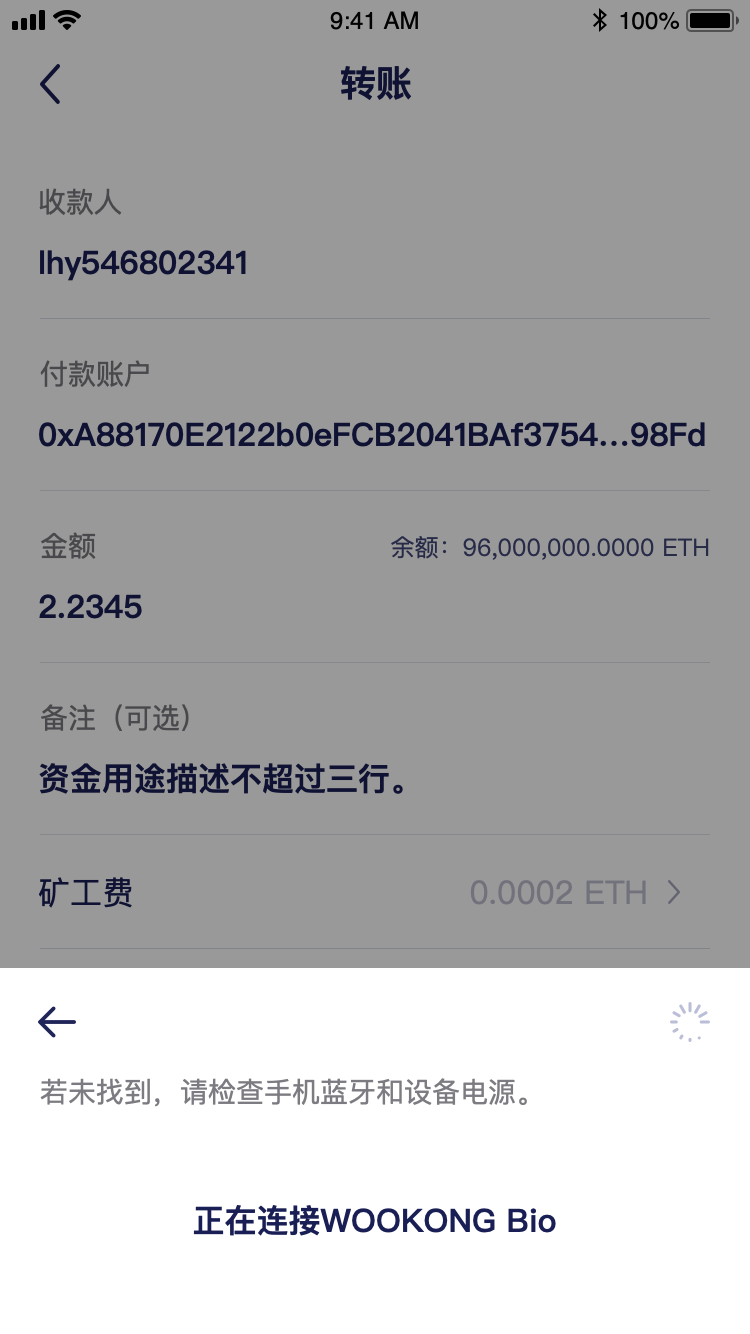 9:41 AM
100%
转账
收款人
lhy546802341
付款账户
0xA88170E2122b0eFCB2041BAf3754...98Fd
金额
余额：96,000,000.0000 ETH
2.2345
备注（可选）
资金用途描述不超过三行。
矿工费
0.0002 ETH
若未找到，请检查手机蓝牙和设备电源。
正在连接WOOKONG Bio